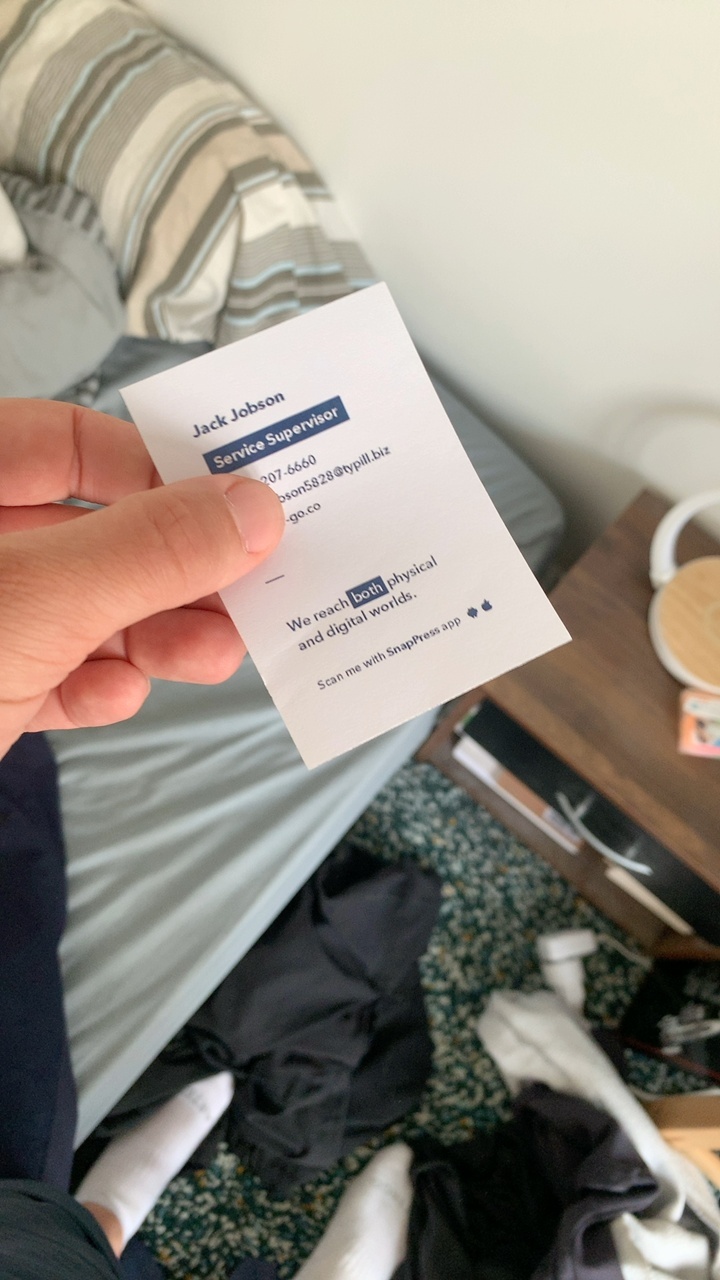 Jack Jobson
Service Supervisor
207-6660
oson5828@typill.biz
-go.co
We reach both physical
and digital worlds.
Scan me with SnapPress app